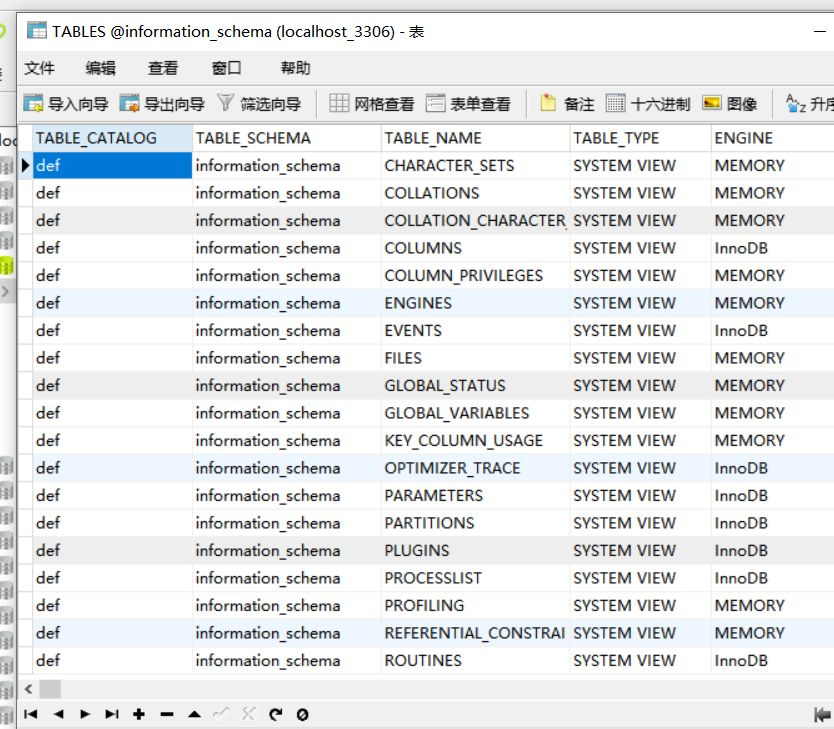 TABLES @information_schema (localhost_3306) - 表
文件 编辑 查看 窗口 帮助
导入向导 导出向导 筛选向导 网格查看 表单查看 备注 十六进制 图像 升序
TABLE_CATALOG TABLE_SCHEMA TABLE_NAME TABLE_TYPE ENGINE
def information_schema CHARACTER_SETS SYSTEM VIEW MEMORY
def information_schema COLLATIONS SYSTEM VIEW MEMORY
def information_schema COLLATION_CHARACTER_ SYSTEM VIEW MEMORY
def information_schema COLUMNS SYSTEM VIEW InnoDB
def information_schema COLUMN_PRIVILEGES SYSTEM VIEW MEMORY
def information_schema ENGINES SYSTEM VIEW MEMORY
def information_schema EVENTS SYSTEM VIEW InnoDB
def information_schema FILES SYSTEM VIEW MEMORY
def information_schema GLOBAL_STATUS SYSTEM VIEW MEMORY
def information_schema GLOBAL_VARIABLES SYSTEM VIEW MEMORY
def information_schema KEY_COLUMN_USAGE SYSTEM VIEW MEMORY
def information_schema OPTIMIZER_TRACE SYSTEM VIEW InnoDB
def information_schema PARAMETERS SYSTEM VIEW InnoDB
def information_schema PARTITIONS SYSTEM VIEW InnoDB
def information_schema PLUGINS SYSTEM VIEW InnoDB
def information_schema PROCESSLIST SYSTEM VIEW InnoDB
def information_schema PROFILING SYSTEM VIEW MEMORY
def information_schema REFERENTIAL_CONSTRAI SYSTEM VIEW MEMORY
def information_schema ROUTINES SYSTEM VIEW InnoDB